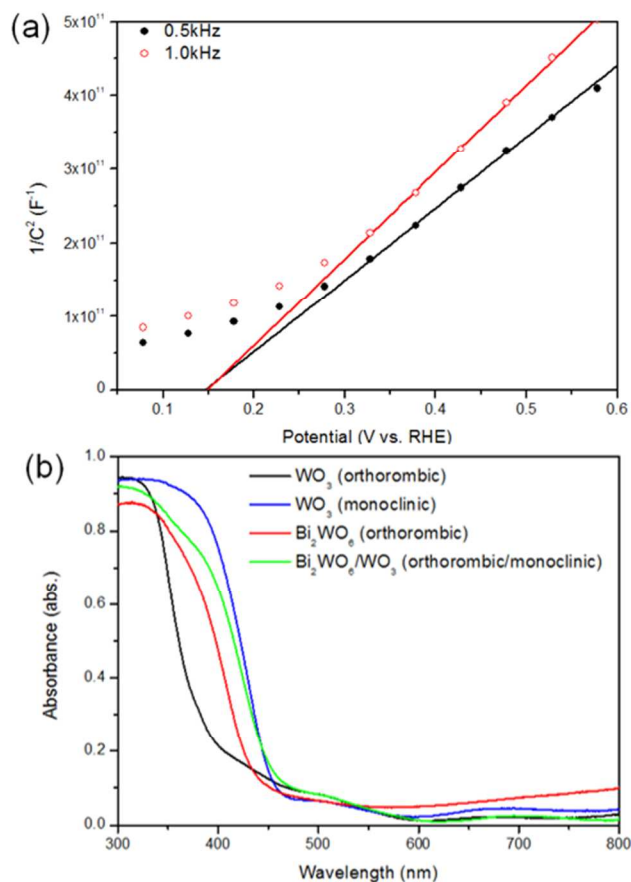 (a)
0.5kHz
1.0kHz
5x10¹¹
4x10¹¹
3x10¹¹
2x10¹¹
1x10¹¹
0
1/C² (F⁻¹)
0.1 0.2 0.3 0.4 0.5 0.6
Potential (V vs. RHE)
(b)
WO₃ (orthorombic)
WO₃ (monoclinic)
Bi₂WO₆ (orthorombic)
Bi₂WO₆/WO₃ (orthorombic/monoclinic)
1.0
0.8
0.6
0.4
0.2
0.0
Absorbance (abs.)
300 400 500 600 700 800
Wavelength (nm)